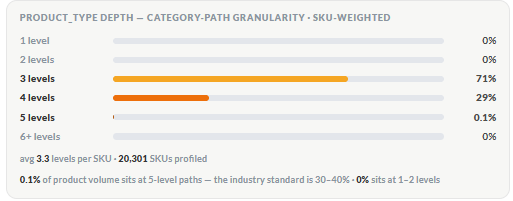 PRODUCT_TYPE DEPTH — CATEGORY-PATH GRANULARITY · SKU-WEIGHTED
1 level 0%
2 levels 0%
3 levels 71%
4 levels 29%
5 levels 0.1%
6+ levels 0%
avg 3.3 levels per SKU · 20,301 SKUs profiled
0.1% of product volume sits at 5-level paths — the industry standard is 30–40% · 0% sits at 1–2 levels